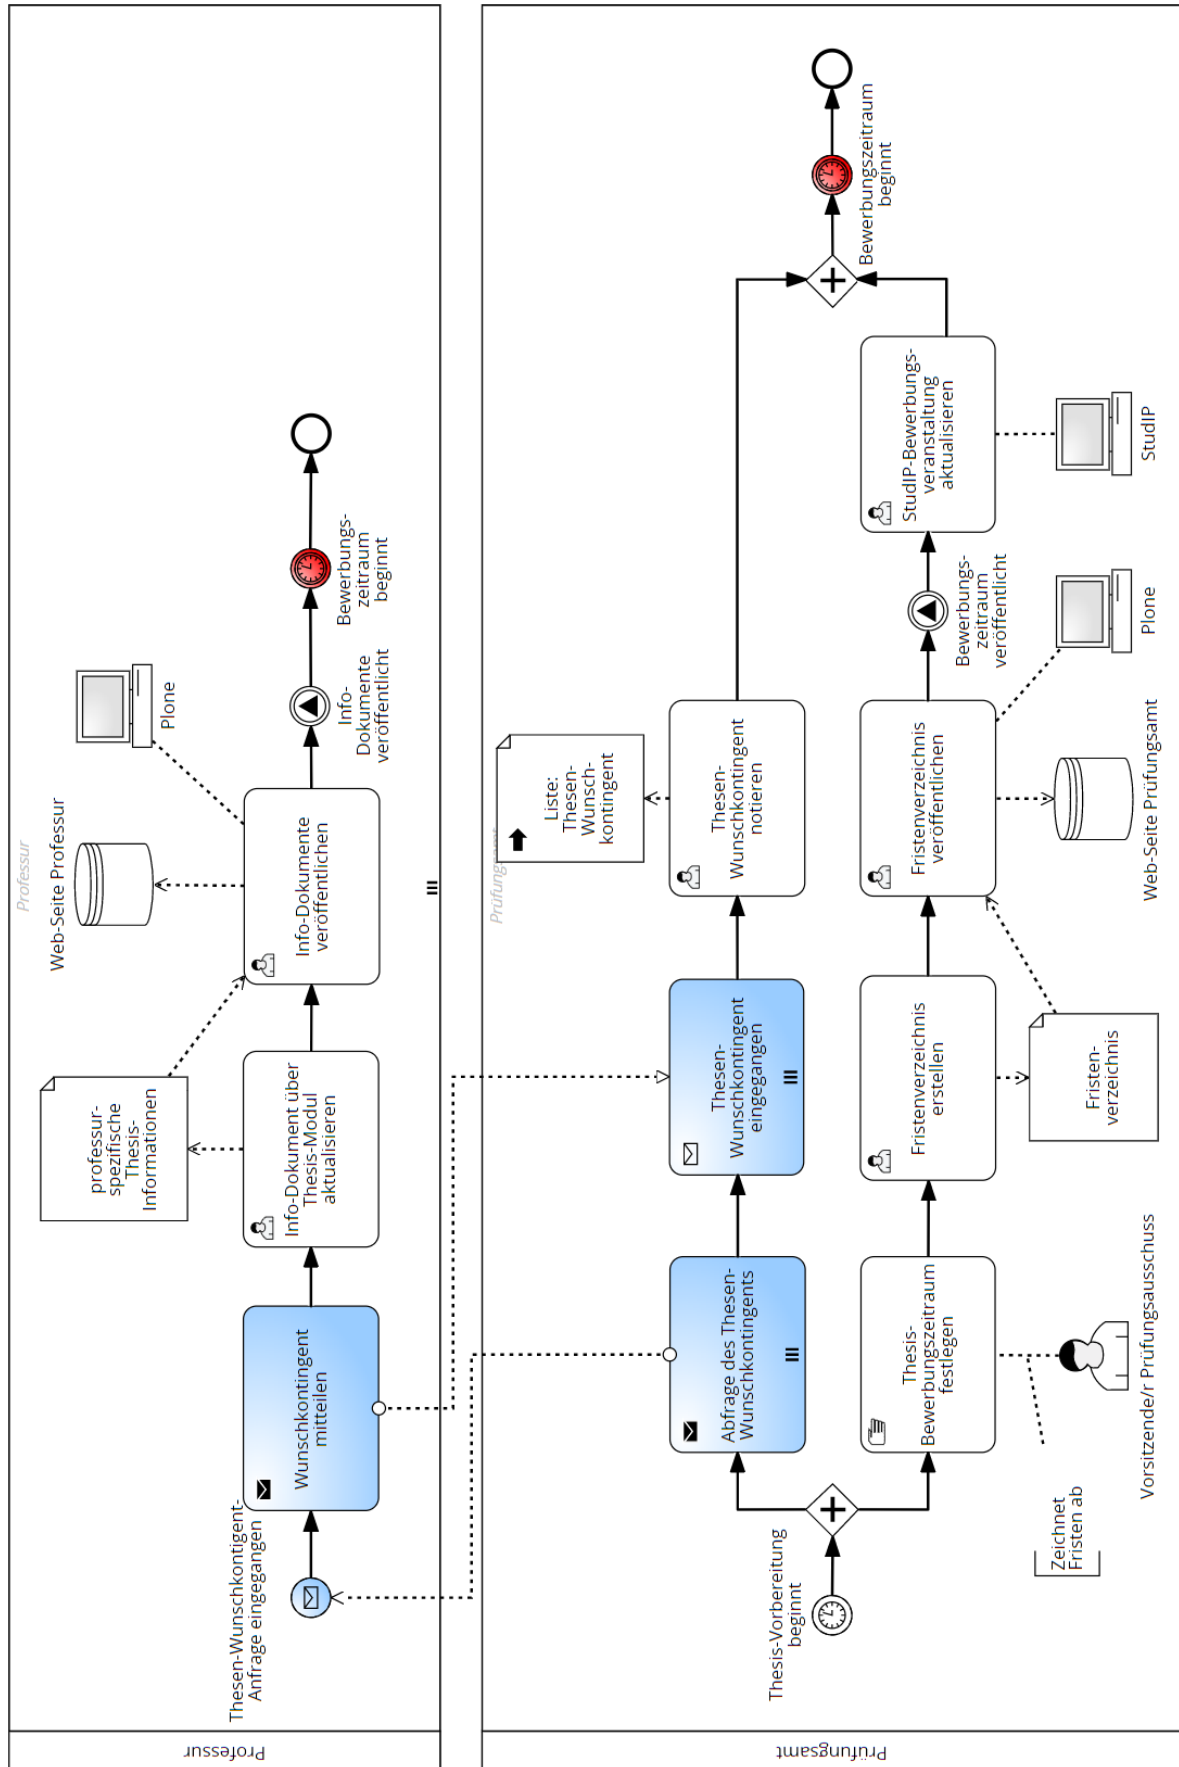 Professur
Professur
Thesen-Wunschkontigent-
Anfrage eingegangen
Wunschkontingent
mitteilen
professur-
spezifische
Thesis-
Informationen
Info-Dokument über
Thesis-Modul
aktualisieren
Web-Seite Professur
Plone
Info-Dokumente
veröffentlichen
Info-
Dokumente
veröffentlicht
Bewerbungs-
zeitraum
beginnt
Prüfungsamt
Prüfungsamt
Thesis-Vorbereitung
beginnt
Abfrage des Thesen-
Wunschkontingents
Thesen-
Wunschkontingent
eingegangen
Liste:
Thesen-
Wunsch-
kontingent
Thesen-
Wunschkontingent
notieren
Bewerbungszeitraum
beginnt
Thesis-
Bewerbungszeitraum
festlegen
Zeichnet
Fristen ab
Vorsitzende/r Prüfungsausschuss
Fristenverzeichnis
erstellen
Fristen-
verzeichnis
Fristenverzeichnis
veröffentlichen
Web-Seite Prüfungsamt
Plone
Bewerbungs-
zeitraum
veröffentlicht
StudIP-Bewerbungs-
veranstaltung
aktualisieren
StudIP